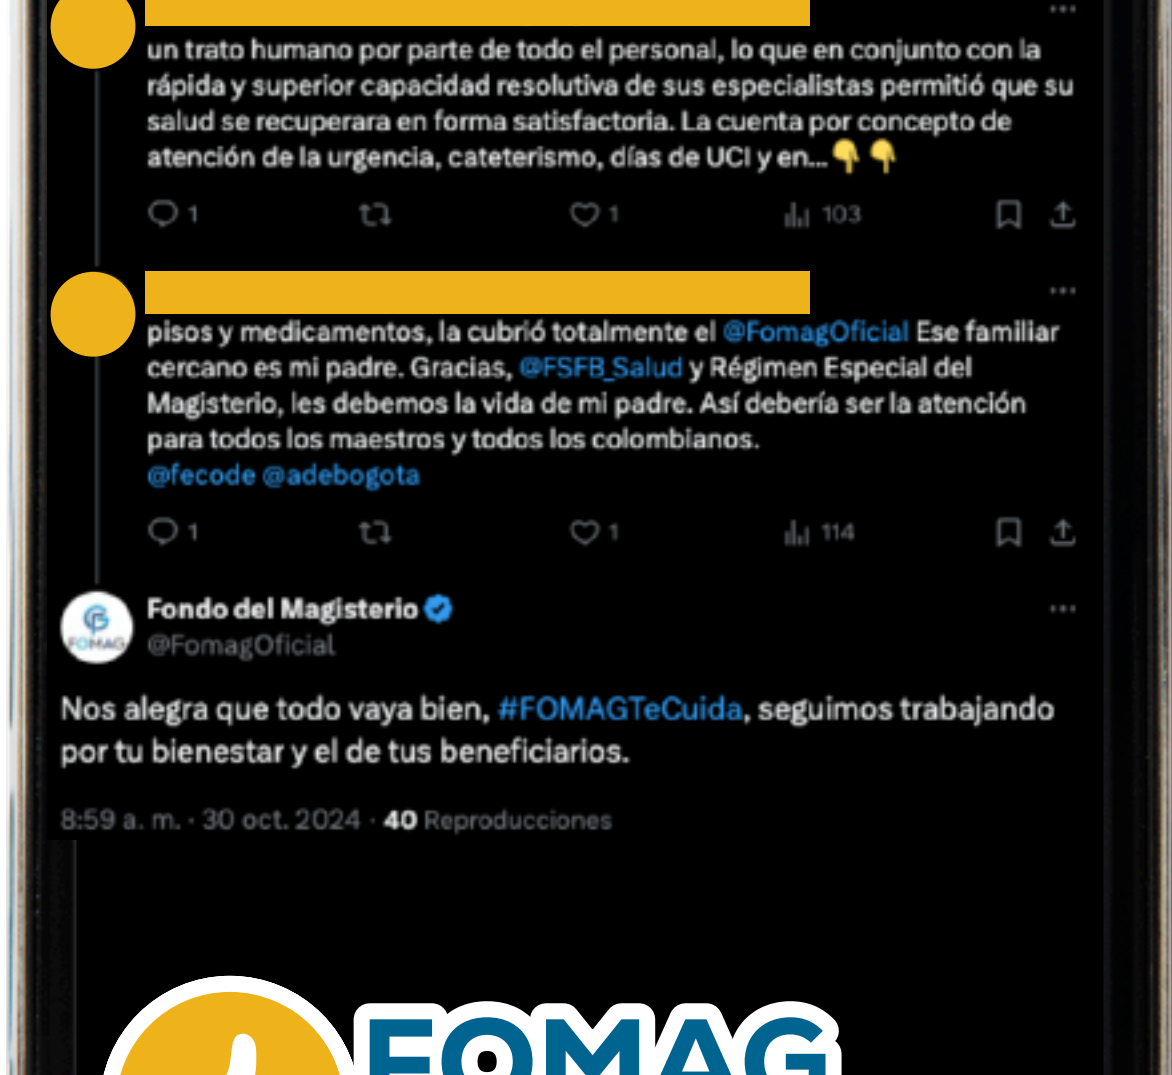 un trato humano por parte de todo el personal, lo que en conjunto con la
rápida y superior capacidad resolutiva de sus especialistas permitió que su
salud se recuperara en forma satisfactoria. La cuenta por concepto de
atención de la urgencia, cateterismo, días de UCI y en...👇👇
1 1 103
pisos y medicamentos, la cubrió totalmente el @FomagOficial Ese familiar
cercano es mi padre. Gracias, @FSFB_Salud y Régimen Especial del
Magisterio, les debemos la vida de mi padre. Así debería ser la atención
para todos los maestros y todos los colombianos.
@fecode @adebogota
1 1 114
Fondo del Magisterio
FOMAG
@FomagOficial
Nos alegra que todo vaya bien, #FOMAGTeCuida, seguimos trabajando
por tu bienestar y el de tus beneficiarios.
8:59 a. m. · 30 oct. 2024 · 40 Reproducciones
FOMAG